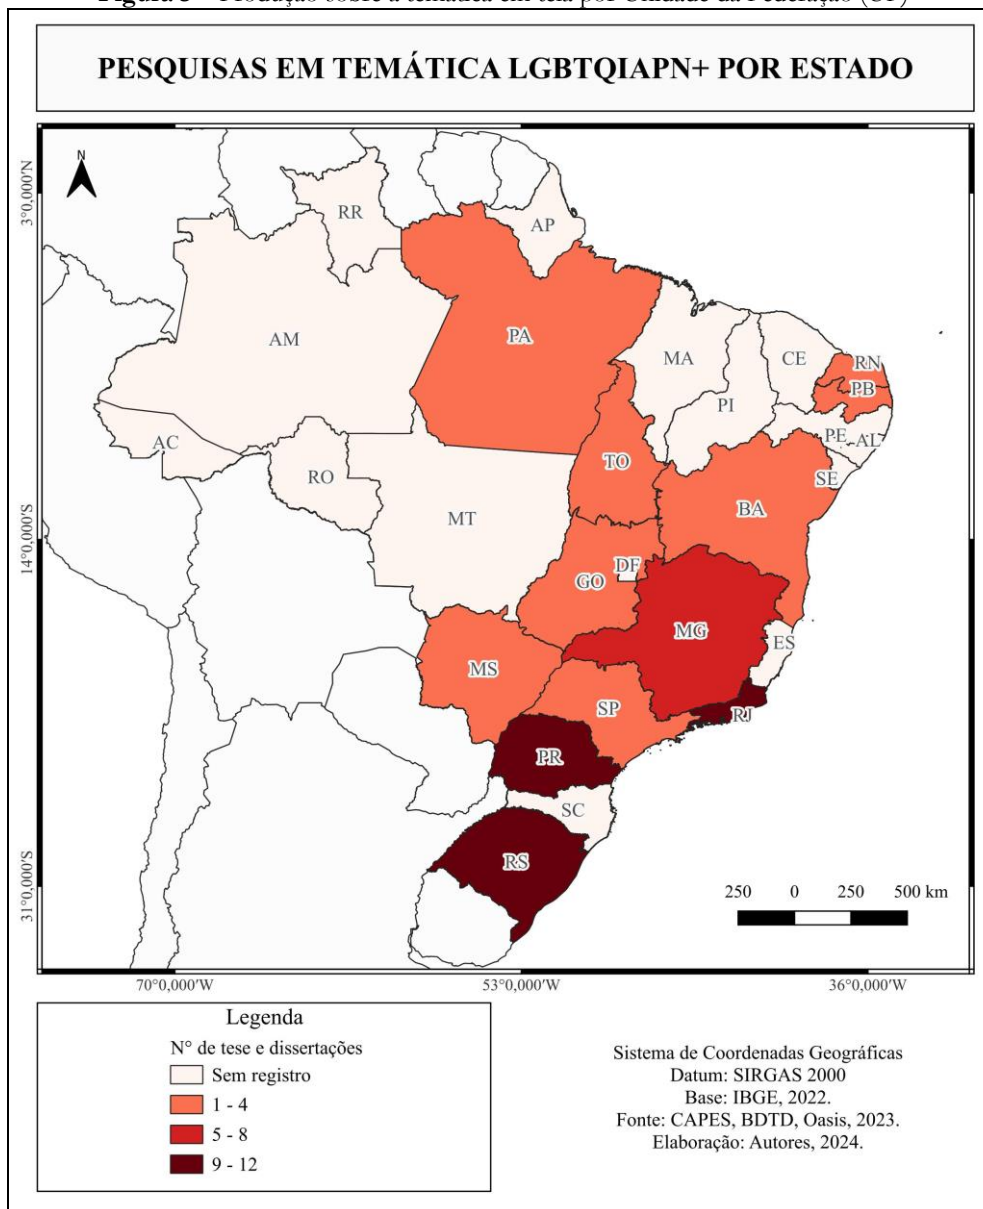 PESQUISAS EM TEMÁTICA LGBTQIAPN+ POR ESTADO
N
3°0,000'N
14°0,000'S
31°0,000'S
RR
AP
AM
PA
MA
CE
RN
PB
PI
PE
AL
AC
RO
TO
SE
MT
BA
DF
GO
MG
ES
MS
SP
RJ
PR
SC
RS
250 0 250 500 km
70°0,000'W 53°0,000'W 36°0,000'W
Legenda
N° de tese e dissertações
Sem registro
1 - 4
5 - 8
9 - 12
Sistema de Coordenadas Geográficas
Datum: SIRGAS 2000
Base: IBGE, 2022.
Fonte: CAPES, BDTD, Oasis, 2023.
Elaboração: Autores, 2024.